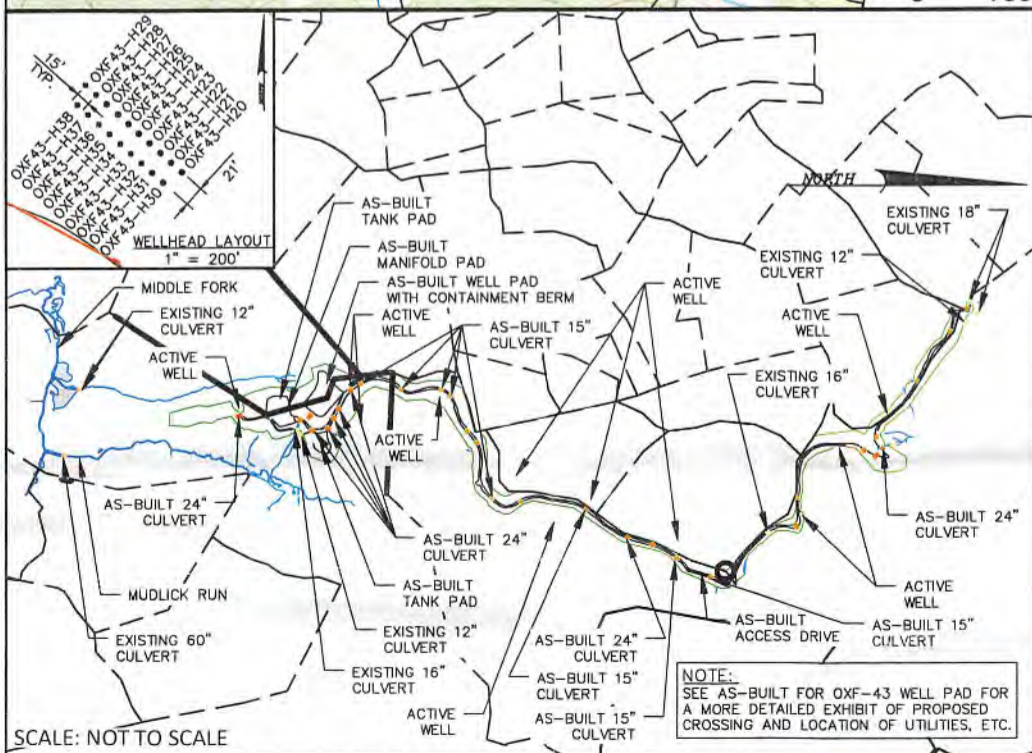 15'
TYP.
OXF43-H29
OXF43-H28
OXF43-H27
OXF43-H26
OXF43-H25
OXF43-H24
OXF43-H23
OXF43-H22
OXF43-H21
OXF43-H20
OXF43-H38
OXF43-H37
OXF43-H36
OXF43-H35
OXF43-H34
OXF43-H32
OXF43-H31
OXF43-H30
21'
WELLHEAD LAYOUT
1" = 200'
NORTH
AS-BUILT
TANK PAD
AS-BUILT
MANIFOLD PAD
AS-BUILT WELL PAD
WITH CONTAINMENT BERM
MIDDLE FORK
EXISTING 12"
CULVERT
ACTIVE
WELL
ACTIVE
WELL
AS-BUILT 15"
CULVERT
ACTIVE
WELL
EXISTING 12"
CULVERT
EXISTING 18"
CULVERT
ACTIVE
WELL
EXISTING 16"
CULVERT
ACTIVE
WELL
AS-BUILT 24"
CULVERT
AS-BUILT 24"
CULVERT
AS-BUILT 24"
CULVERT
MUDLICK RUN
AS-BUILT
TANK PAD
EXISTING 60"
CULVERT
EXISTING 12"
CULVERT
EXISTING 16"
CULVERT
ACTIVE
WELL
AS-BUILT 24"
CULVERT
AS-BUILT 15"
CULVERT
AS-BUILT 15"
CULVERT
AS-BUILT
ACCESS DRIVE
AS-BUILT 15"
CULVERT
ACTIVE
WELL
NOTE:
SEE AS-BUILT FOR OXF-43 WELL PAD FOR
A MORE DETAILED EXHIBIT OF PROPOSED
CROSSING AND LOCATION OF UTILITIES, ETC.
SCALE: NOT TO SCALE